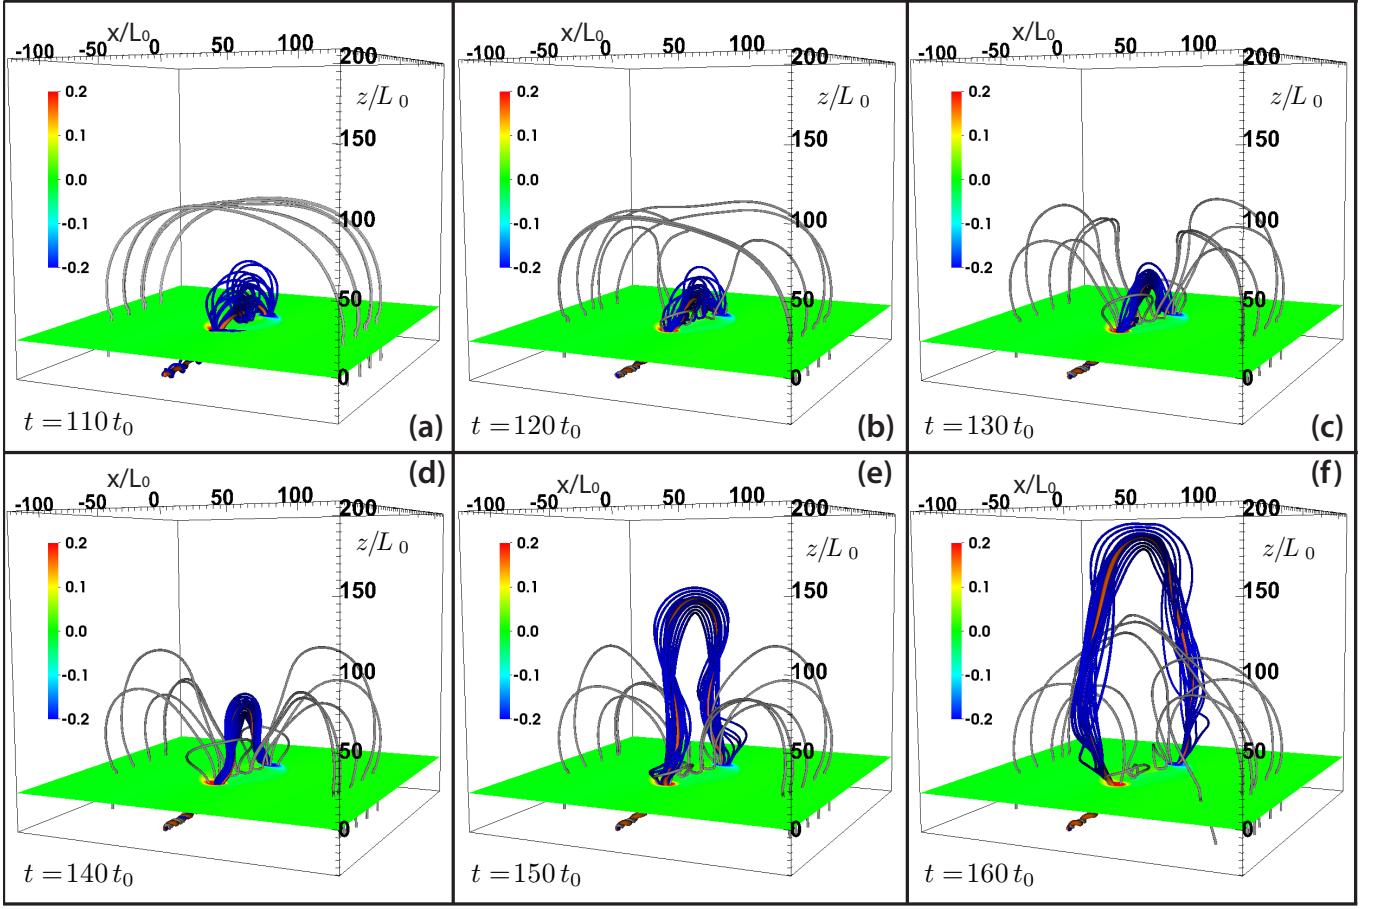 x/L₀
-100 -50 0 50 100
200
z/L₀
0.2
0.1
0.0
-0.1
-0.2
150
100
50
0
t = 110 t₀
(a)
x/L₀
-100 -50 0 50 100
200
z/L₀
0.2
0.1
0.0
-0.1
-0.2
150
100
50
0
t = 120 t₀
(b)
x/L₀
-100 -50 0 50 100
200
z/L₀
0.2
0.1
0.0
-0.1
-0.2
150
100
50
0
t = 130 t₀
(c)
(d)
x/L₀
-100 -50 0 50 100
200
z/L₀
0.2
0.1
0.0
-0.1
-0.2
150
100
50
0
t = 140 t₀
(e)
x/L₀
-100 -50 0 50 100
200
z/L₀
0.2
0.1
0.0
-0.1
-0.2
150
100
50
0
t = 150 t₀
(f)
x/L₀
-100 -50 0 50 100
200
z/L₀
0.2
0.1
0.0
-0.1
-0.2
150
100
50
0
t = 160 t₀